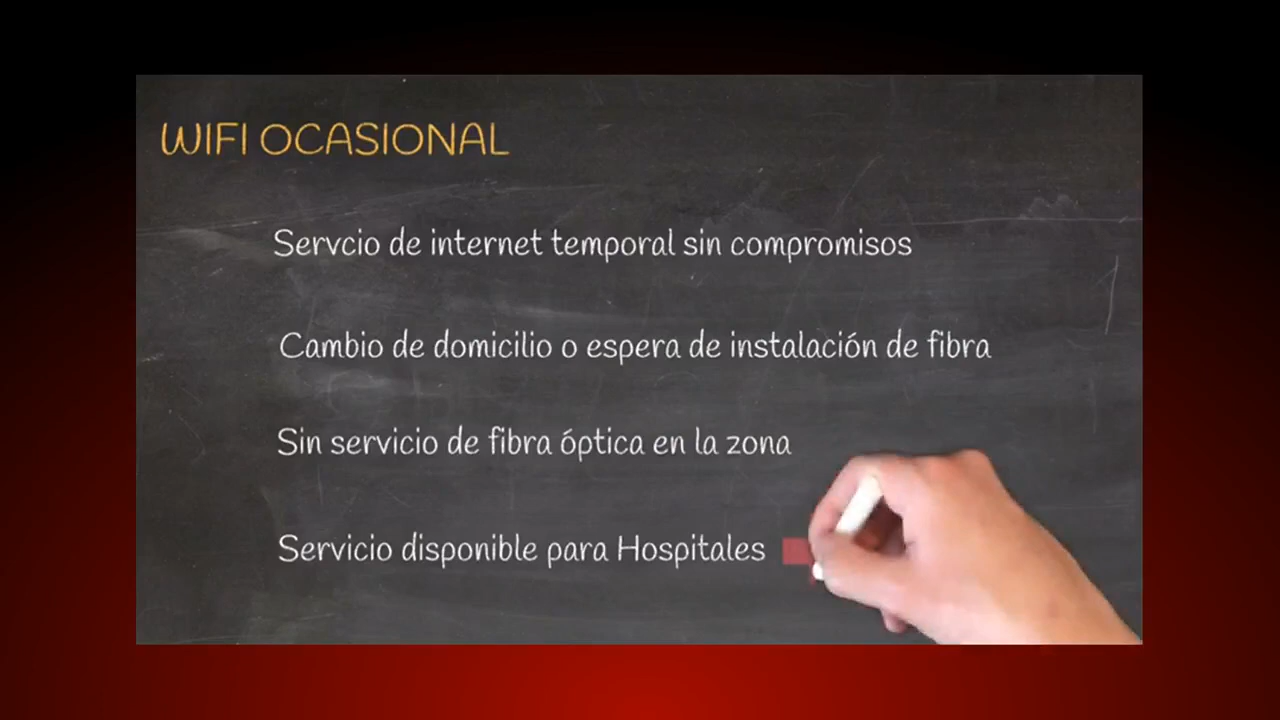 WIFI OCASIONAL
Servcio de internet temporal sin compromisos
Cambio de domicilio o espera de instalación de fibra
Sin servicio de fibra óptica en la zona
Servicio disponible para Hospitales